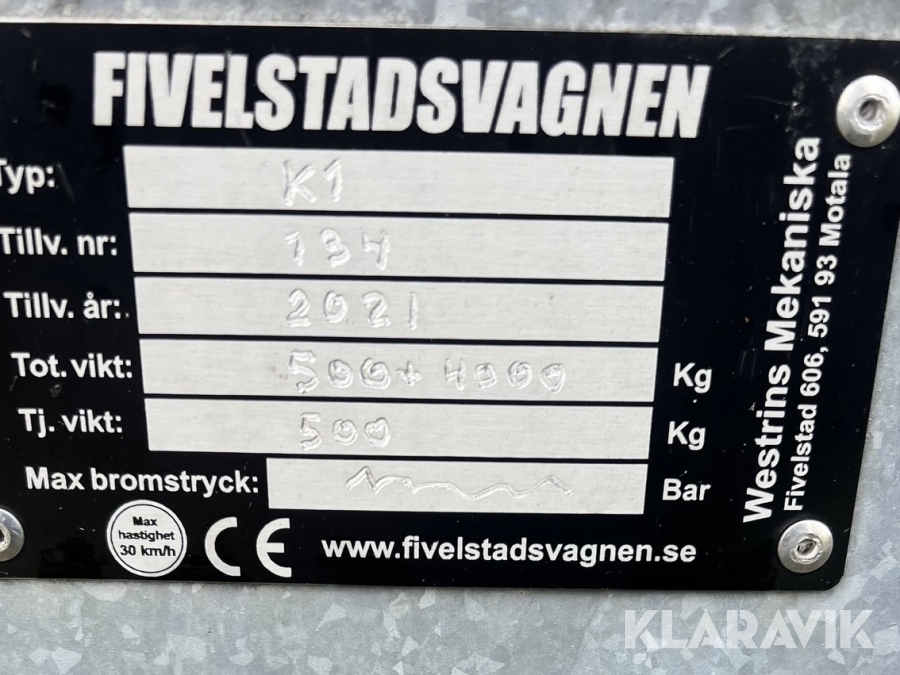 FIVELSTADSVAGNEN
Typ: K1
Tillv. nr: 134
Tillv. år: 2021
Tot. vikt: 500+ 4000 Kg
Tj. vikt: 500 Kg
Max bromstryck: Bar
Max
hastighet
30 km/h
CE
www.fivelstadsvagnen.se
Westrins Mekaniska
Fivelstad 606, 591 93 Motala
KLARAVIK